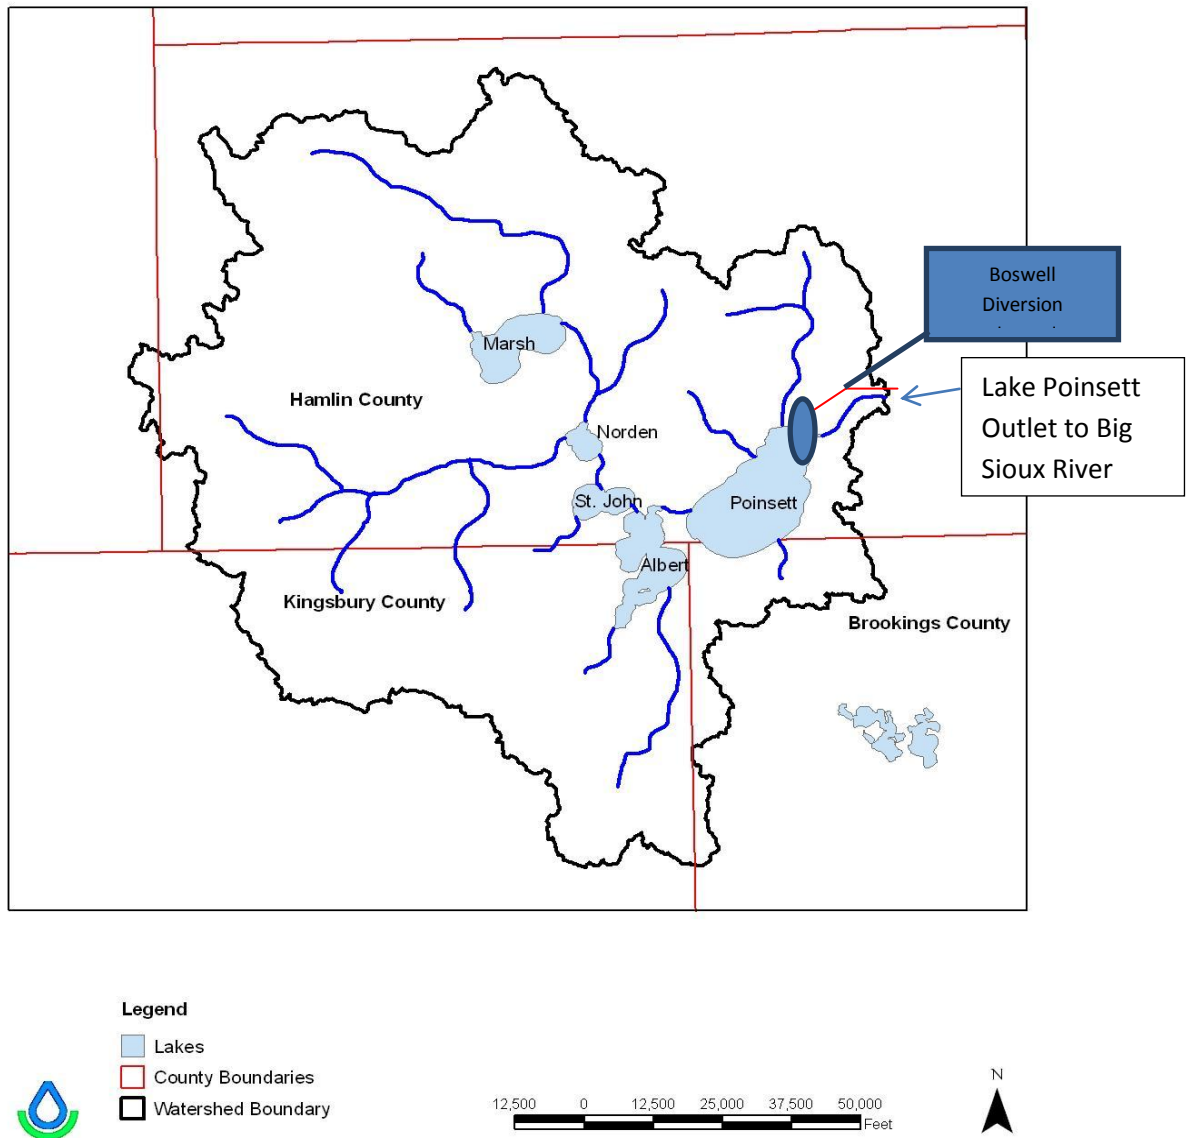 Boswell
Diversion
Lake Poinsett
Outlet to Big
Sioux River
Marsh
Hamlin County
Norden
St. John
Poinsett
Albert
Kingsbury County
Brookings County
Legend
Lakes
County Boundaries
Watershed Boundary
N
12,500 0 12,500 25,000 37,500 50,000
Feet